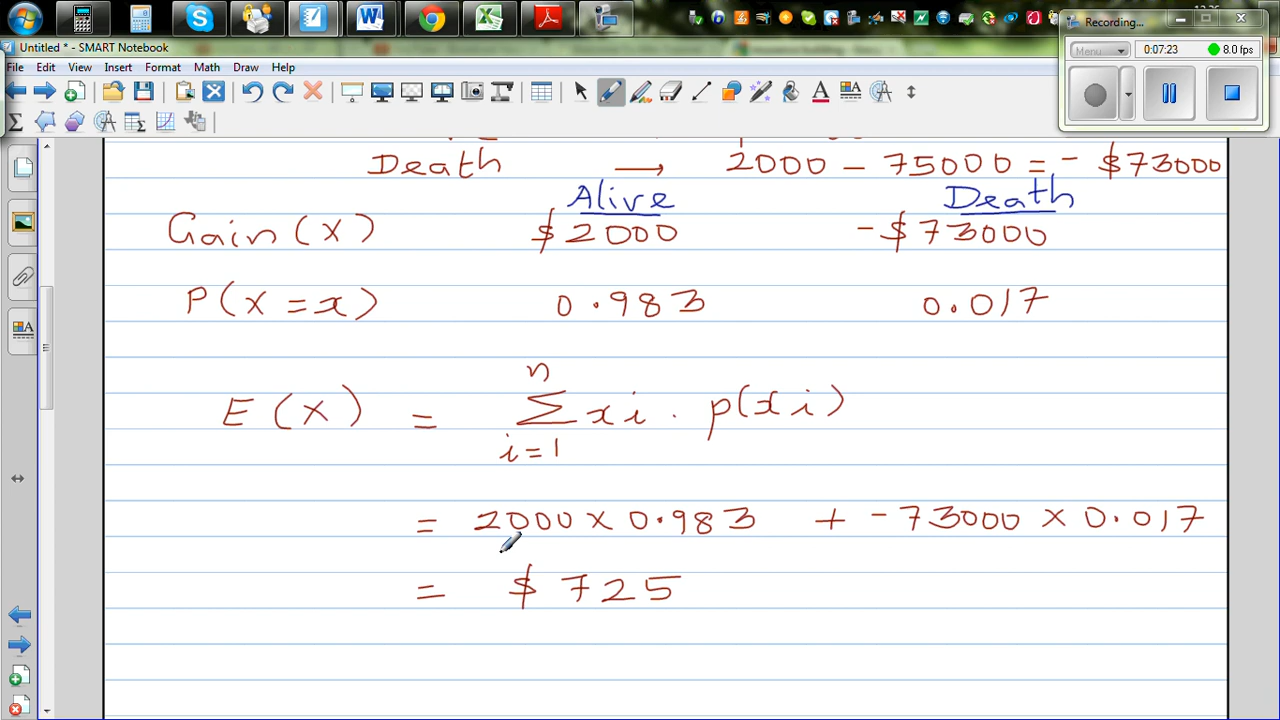 Recording...
Untitled * - SMART Notebook
Menu
0:07:23
8.0 fps
File Edit View Insert Format Math Draw Help
Death → 2000 – 75000 = - $73000
Alive Death
Gain (X) $2000 -$73000
P(X=x) 0.983 0.017
n
E(X) = Σ xi . p(xi)
i=1
= 2000 × 0.983 + -73000 × 0.017
= $725